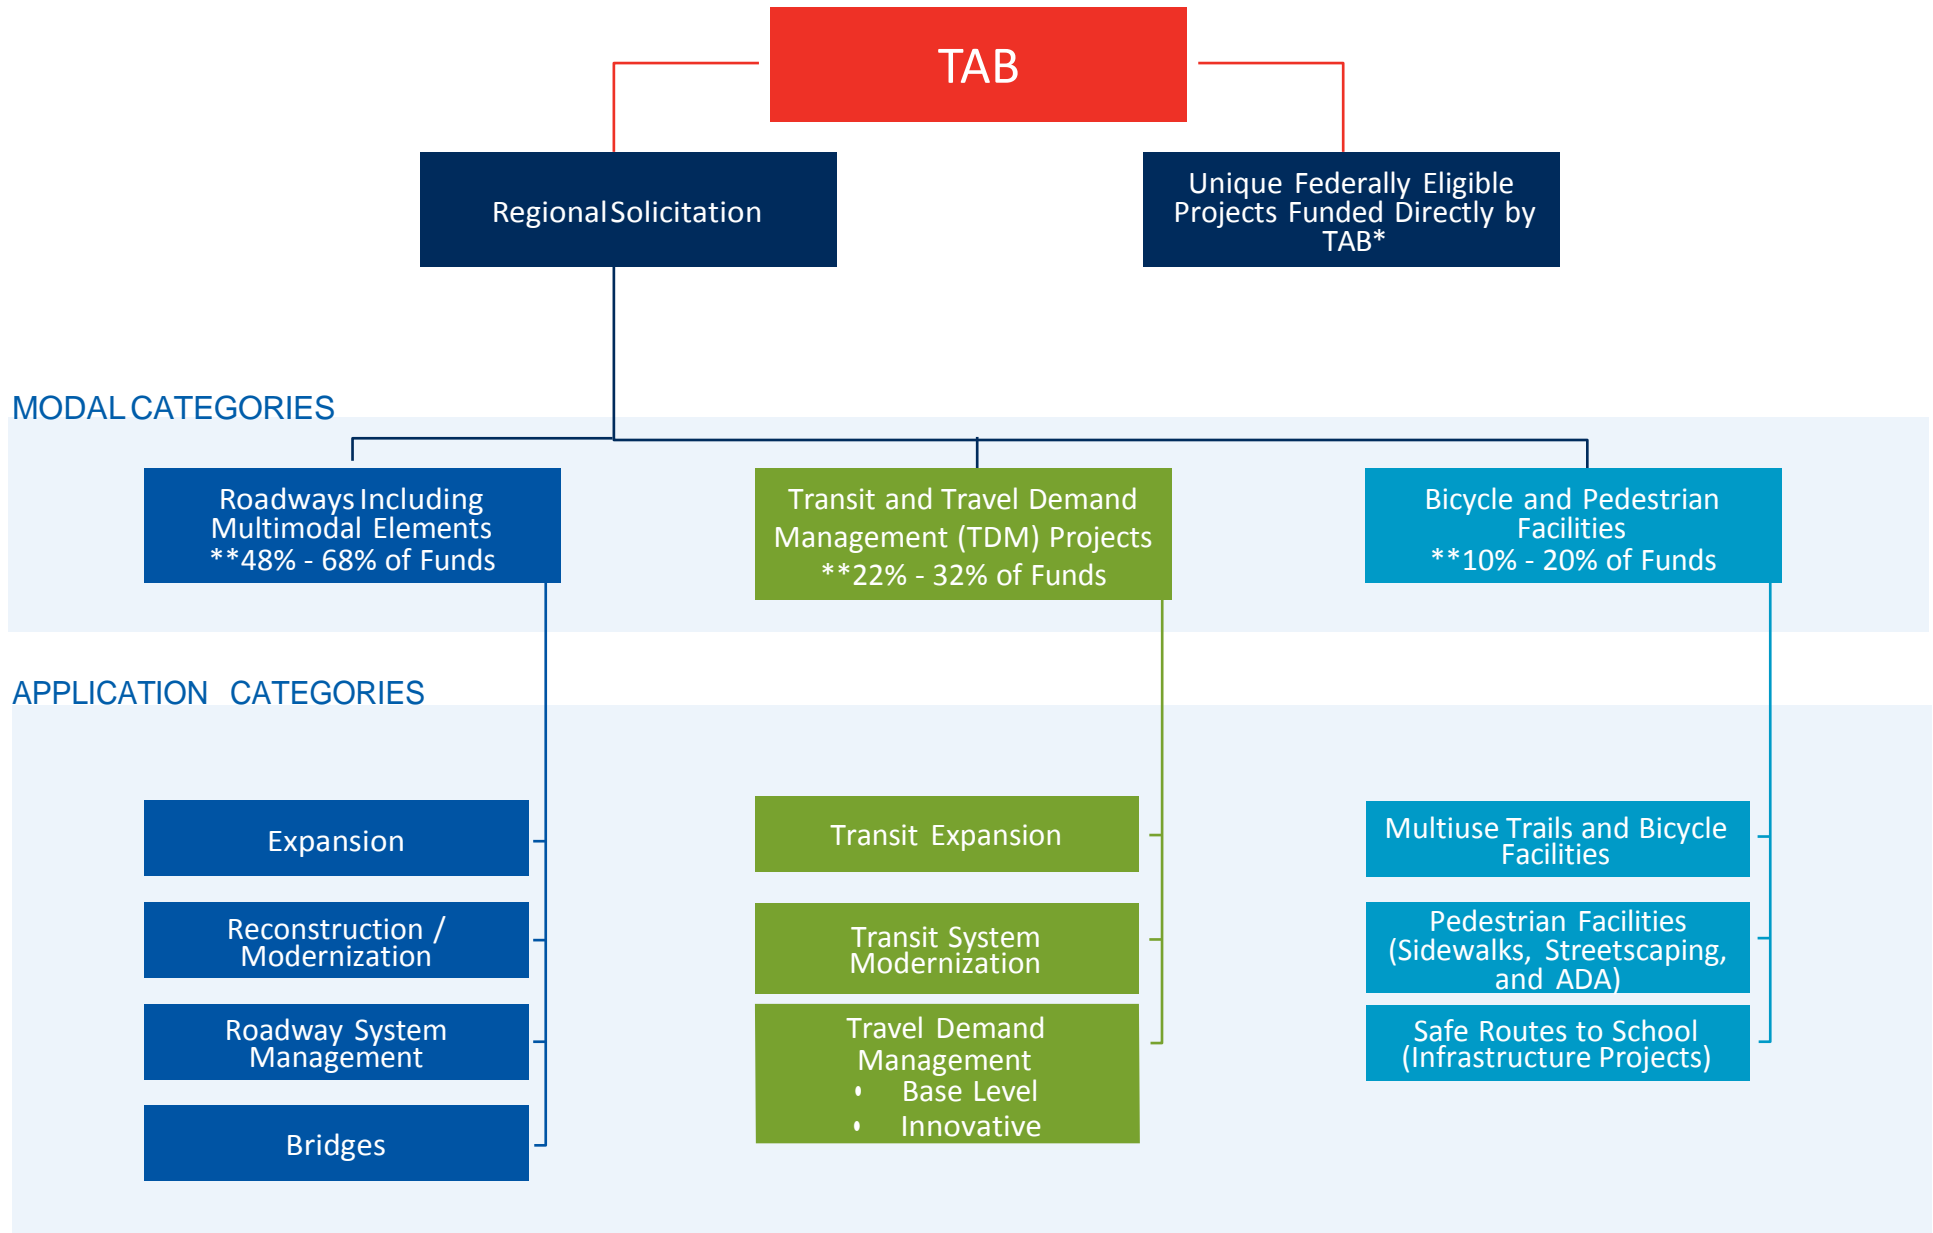 TAB
Regional Solicitation
Unique Federally Eligible
Projects Funded Directly by
TAB*
MODAL CATEGORIES
Roadways Including
Multimodal Elements
**48% - 68% of Funds
Transit and Travel Demand
Management (TDM) Projects
**22% - 32% of Funds
Bicycle and Pedestrian
Facilities
**10% - 20% of Funds
APPLICATION CATEGORIES
Expansion
Reconstruction /
Modernization
Roadway System
Management
Bridges
Transit Expansion
Transit System
Modernization
Travel Demand
Management
• Base Level
• Innovative
Multiuse Trails and Bicycle
Facilities
Pedestrian Facilities
(Sidewalks, Streetscaping,
and ADA)
Safe Routes to School
(Infrastructure Projects)